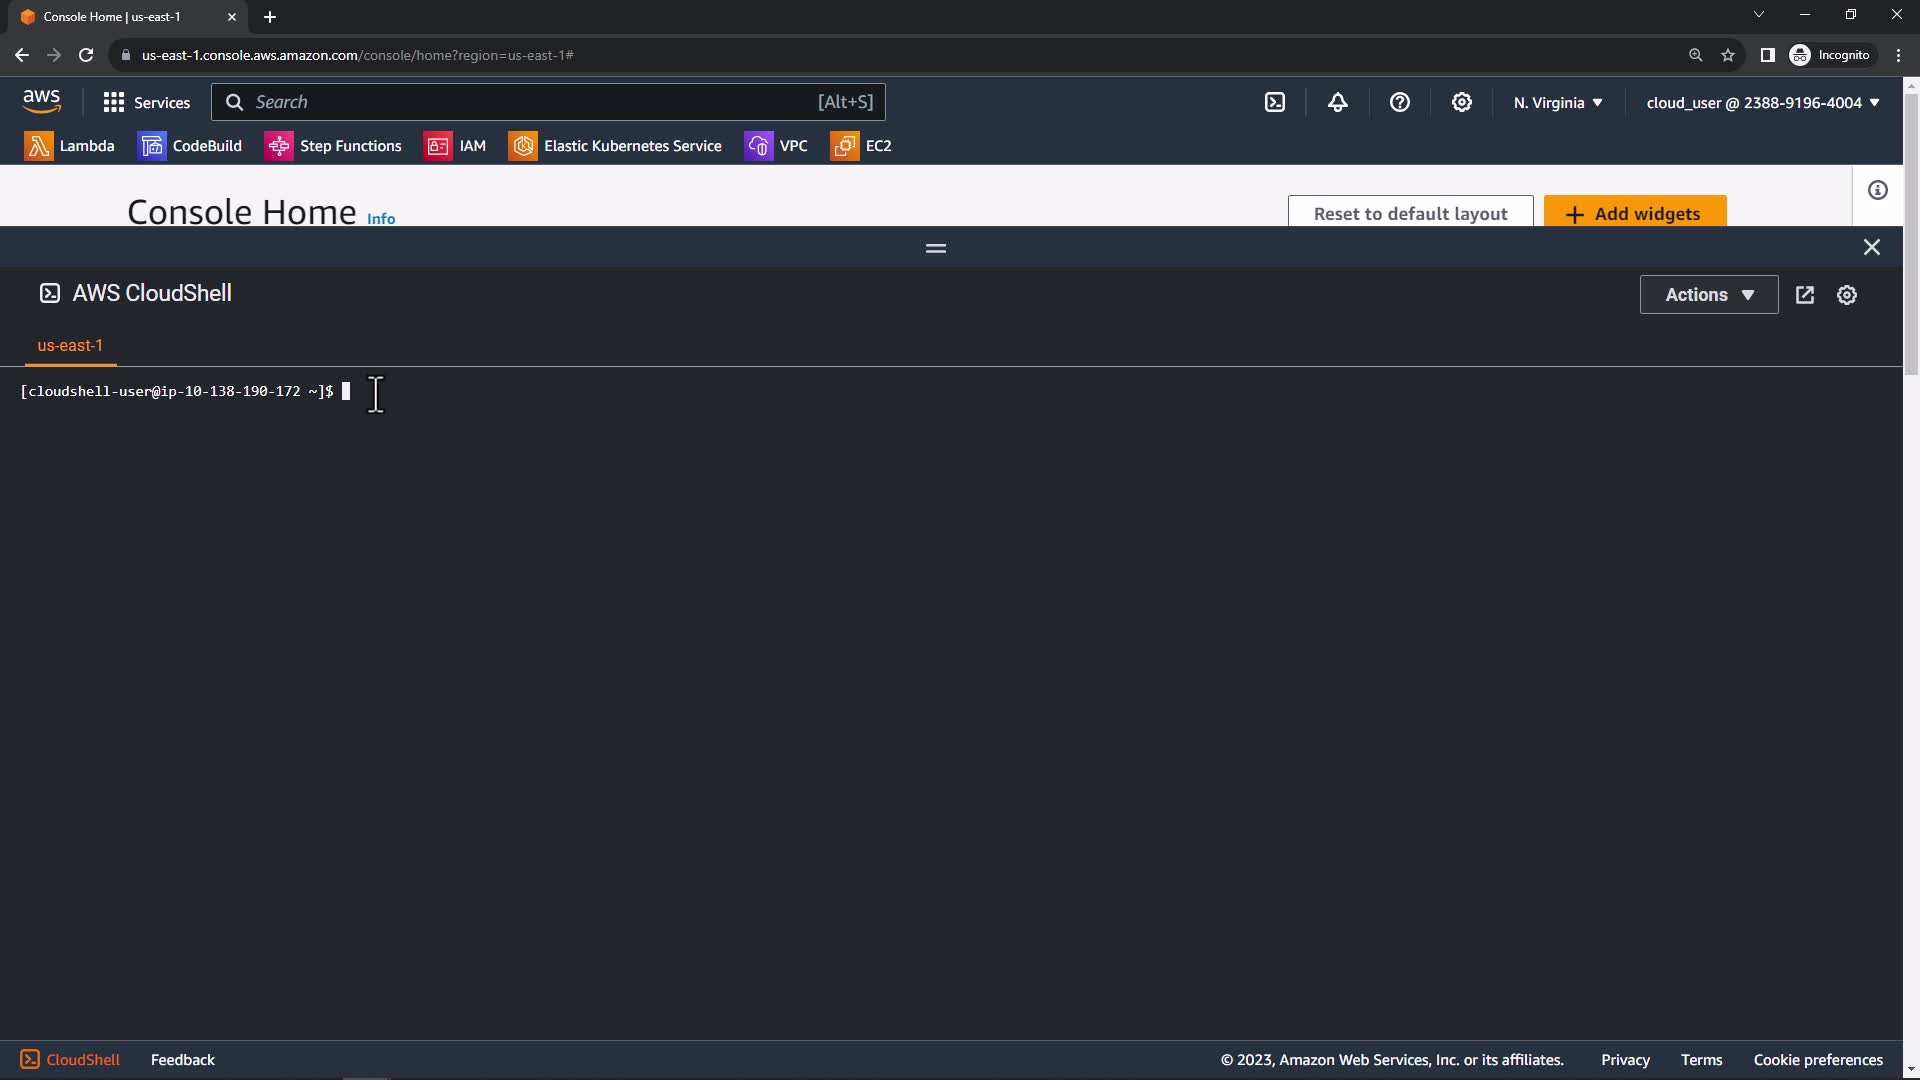 Console Home | us-east-1
us-east-1.console.aws.amazon.com/console/home?region=us-east-1#
Incognito
aws
Services
Search
[Alt+S]
N. Virginia
cloud_user @ 2388-9196-4004
Lambda
CodeBuild
Step Functions
IAM
Elastic Kubernetes Service
VPC
EC2
Console Home Info
Reset to default layout
Add widgets
AWS CloudShell
Actions
us-east-1
[cloudshell-user@ip-10-138-190-172 ~]$
CloudShell
Feedback
© 2023, Amazon Web Services, Inc. or its affiliates.
Privacy
Terms
Cookie preferences